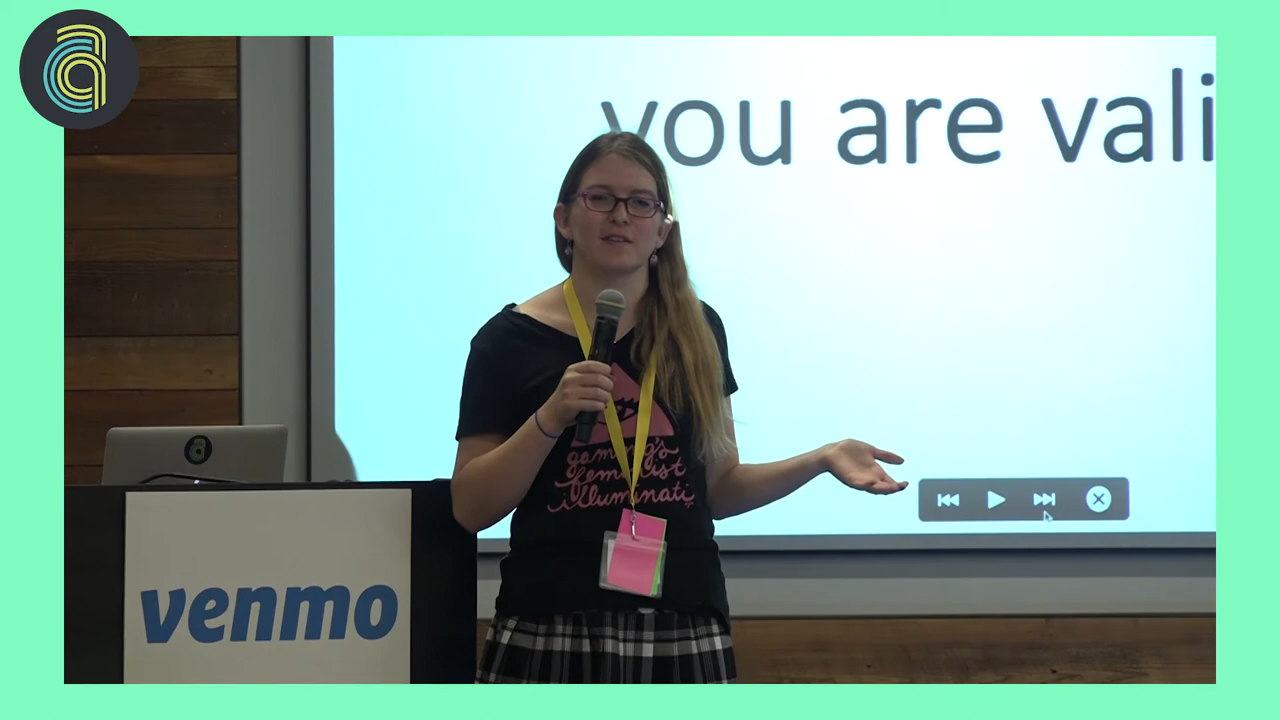 you are vali
gaming's
feminist
illuminati
venmo